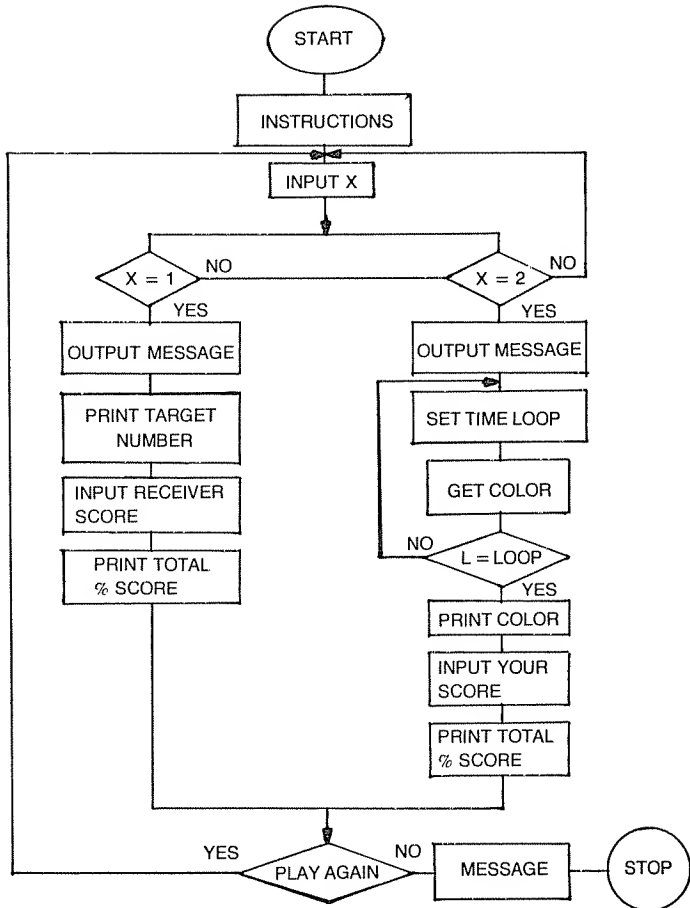 START
INSTRUCTIONS
INPUT X
X = 1
NO
YES
OUTPUT MESSAGE
PRINT TARGET
NUMBER
INPUT RECEIVER
SCORE
PRINT TOTAL
% SCORE
X = 2
NO
YES
OUTPUT MESSAGE
SET TIME LOOP
GET COLOR
NO
L = LOOP
YES
PRINT COLOR
INPUT YOUR
SCORE
PRINT TOTAL
% SCORE
YES
PLAY AGAIN
NO
MESSAGE
STOP